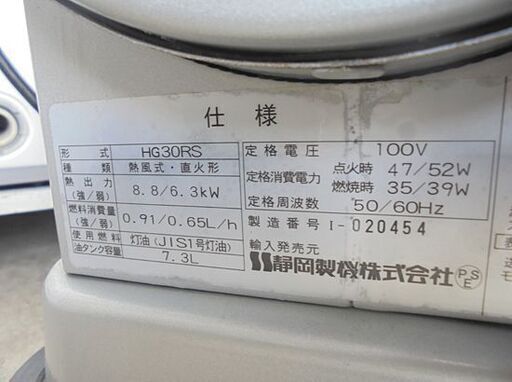 仕様
形式 HG30RS
種類 熱風式・直火形
熱出力
(強/弱) 8.8/6.3kW
燃料消費量
(強/弱) 0.91/0.65L/h
使用燃料 灯油(JIS1号灯油)
油タンク容量 7.3L
定格電圧 100V
定格消費電力 点火時 47/52W
燃焼時 35/39W
定格周波数 50/60Hz
製造番号 I-020454
輸入発売元
静岡製機株式会社
PSE